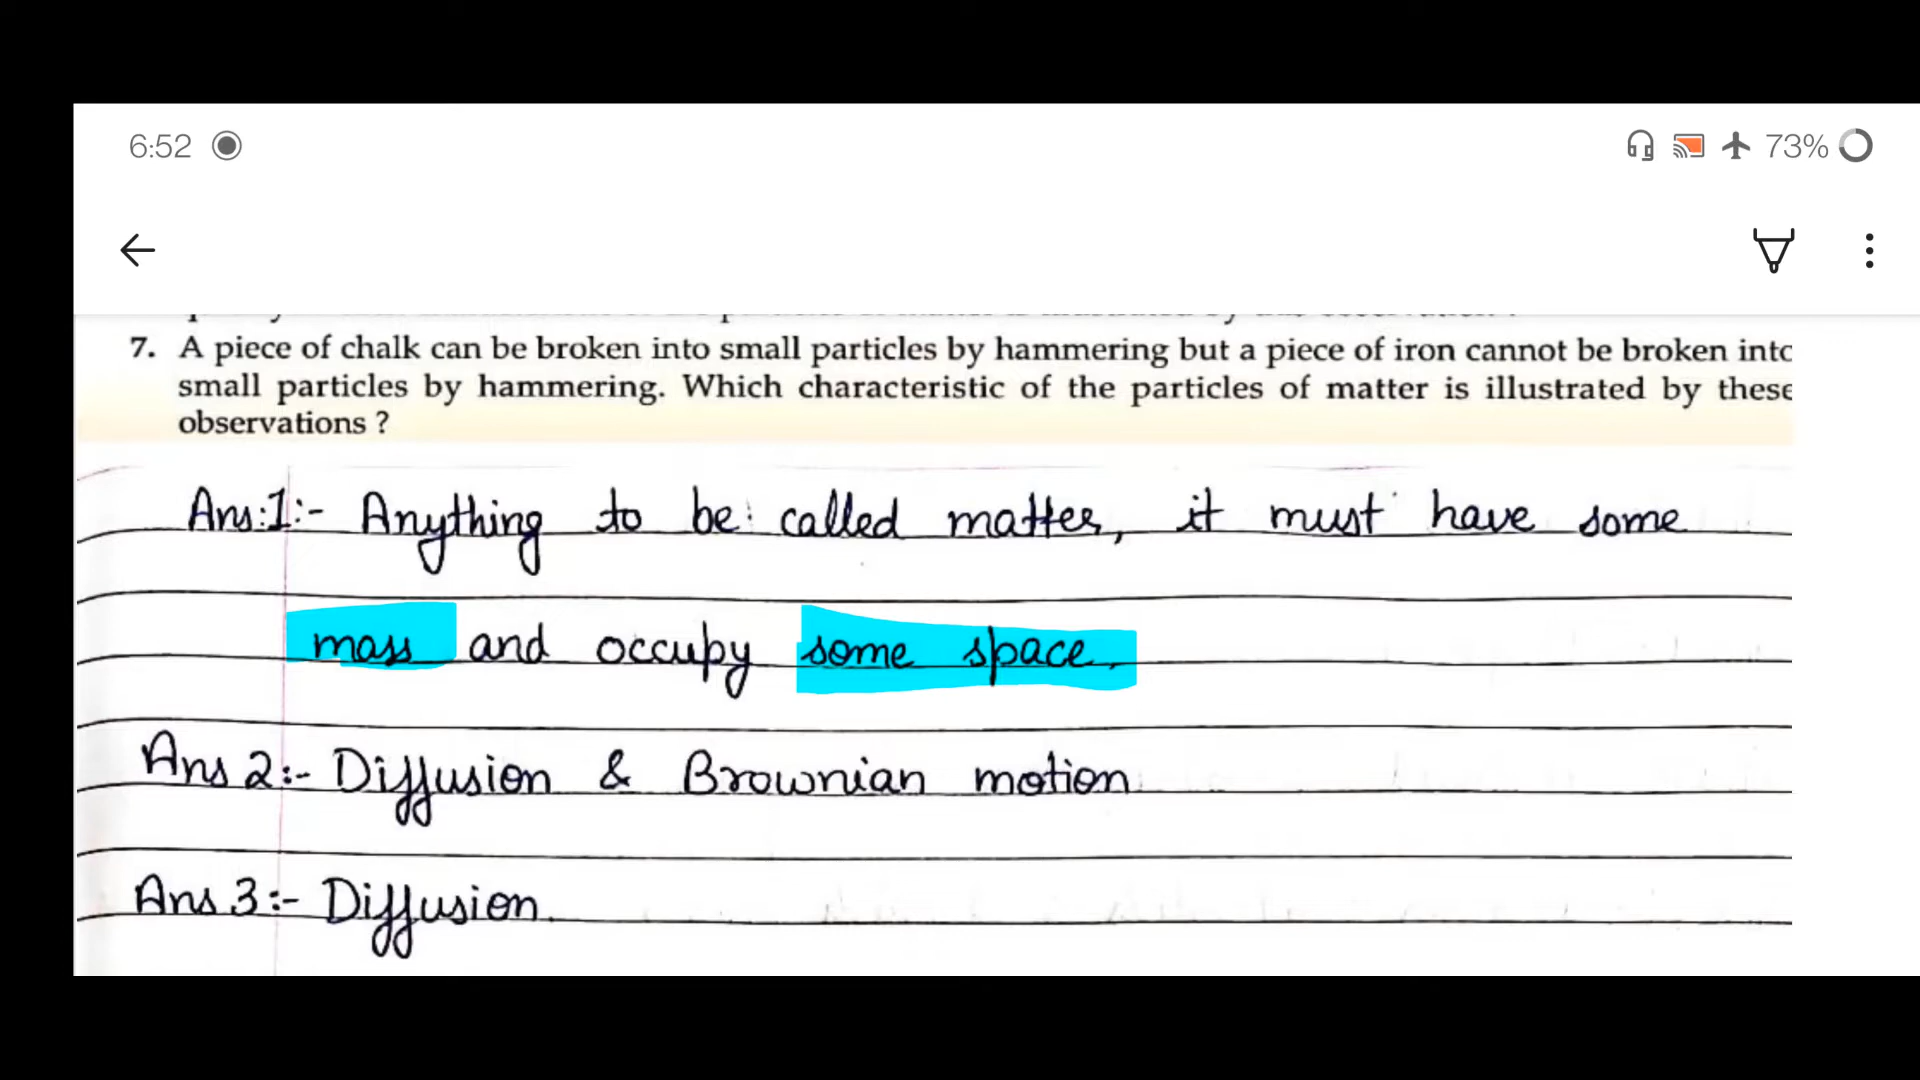 6:52
73%
7. A piece of chalk can be broken into small particles by hammering but a piece of iron cannot be broken into
small particles by hammering. Which characteristic of the particles of matter is illustrated by these
observations ?
Ans:1:- Anything to be called matter, it must have some
mass and occupy some space.
Ans 2:- Diffusion & Brownian motion
Ans 3:- Diffusion.